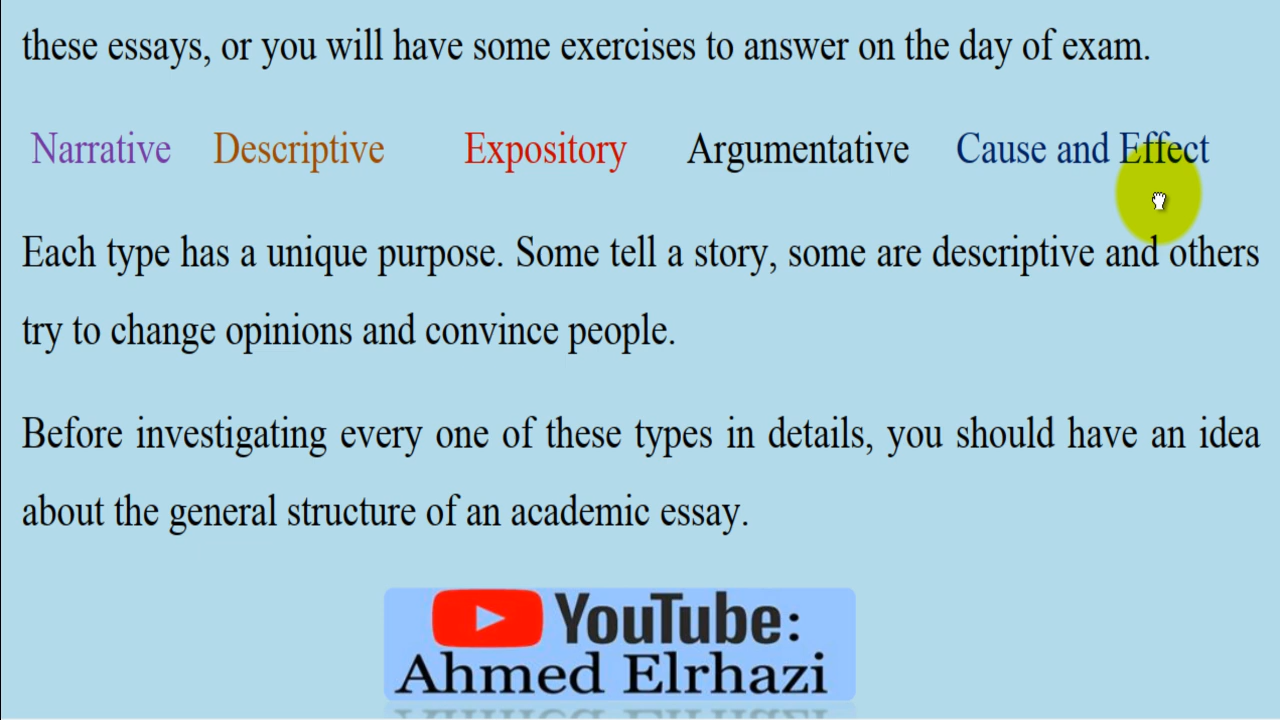 these essays, or you will have some exercises to answer on the day of exam.
Narrative Descriptive Expository Argumentative Cause and Effect
Each type has a unique purpose. Some tell a story, some are descriptive and others
try to change opinions and convince people.
Before investigating every one of these types in details, you should have an idea
about the general structure of an academic essay.
YouTube:
Ahmed Elrhazi